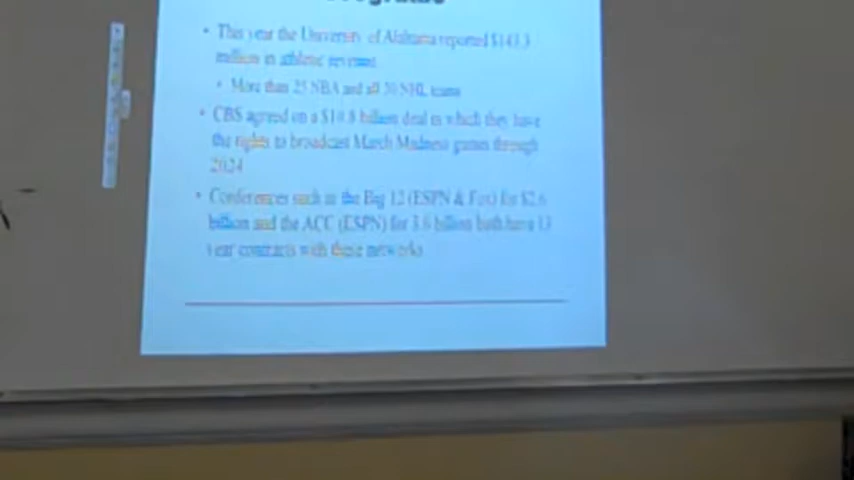 • This year the University of Alabama reported $143.3
million in athletic revenue
• More than 25 NBA and all 30 NHL teams
• CBS agreed on a $10.8 billion deal in which they have
the rights to broadcast March Madness games through
2024
• Conferences such as the Big 12 (ESPN & Fox) for $2.6
billion and the ACC (ESPN) for 3.6 billion both have 13
year contracts with these networks